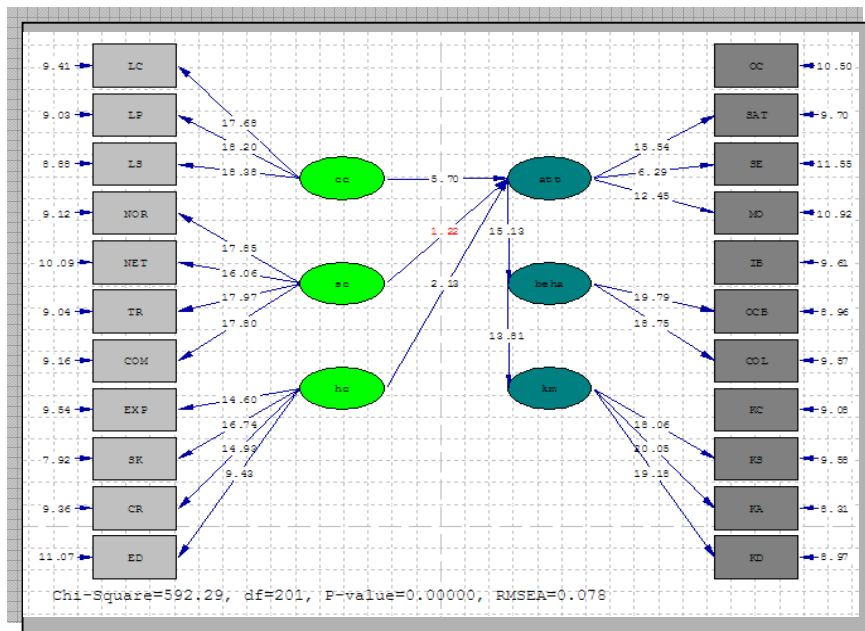 9.41 LC OC 10.50
9.03 LP SAT 9.70
17.68 15.54
18.20
8.88 LS SE 11.55
18.38 6.29
cc 5.70 att
12.45
9.12 NOR MO 10.92
1.22 15.13
17.85
10.09 NET IB 9.61
16.06
sc beha
2.13 19.79
9.04 TR OCB 8.96
17.97
17.80 18.75
13.81
9.16 COM COL 9.57
hc km
14.60
9.54 EXP KC 9.08
16.74 18.06
14.93 20.05
7.92 SK KS 9.58
9.43 19.18
9.36 CR KA 8.31
11.07 ED KD 8.97
Chi-Square=592.29, df=201, P-value=0.00000, RMSEA=0.078